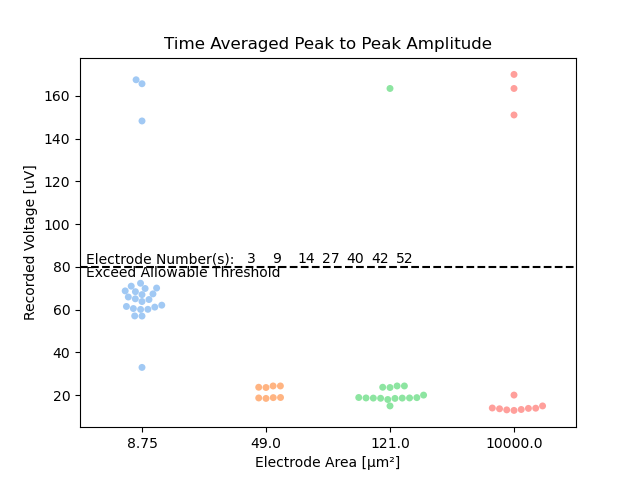 Time Averaged Peak to Peak Amplitude
Recorded Voltage [uV]
160
140
120
100
80
60
40
20
Electrode Number(s): 3 9 14 27 40 42 52
Exceed Allowable Threshold
8.75 49.0 121.0 10000.0
Electrode Area [µm²]